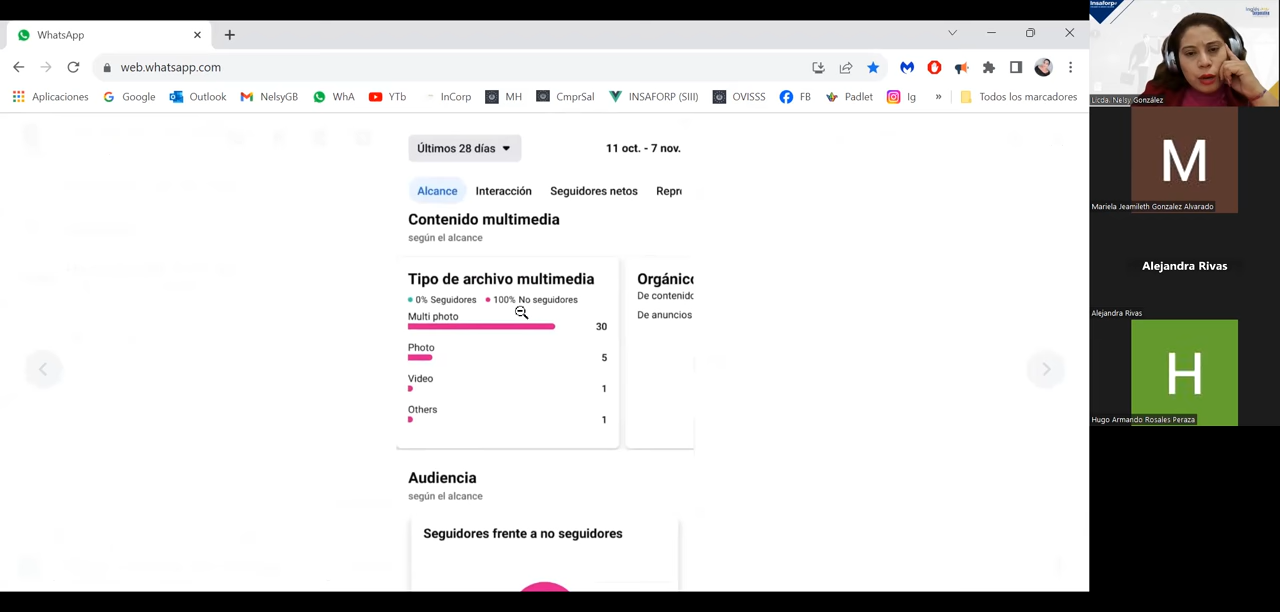 WhatsApp
web.whatsapp.com
Aplicaciones Google Outlook NelsyGB WhA YTb InCorp MH CmprSal INSAFORP (SIII) OVISSS FB Padlet Ig » Todos los marcadores
Últimos 28 días
11 oct. - 7 nov.
Alcance Interacción Seguidores netos Repr
Contenido multimedia
según el alcance
Tipo de archivo multimedia
0% Seguidores 100% No seguidores
Multi photo
30
Photo
5
Video
1
Others
1
Orgánico
De contenido
De anuncios
Audiencia
según el alcance
Seguidores frente a no seguidores
Insaforp
Licda. Nelsy González
M
Mariela Jeamileth Gonzalez Alvarado
Alejandra Rivas
Alejandra Rivas
H
Hugo Armando Rosales Peraza